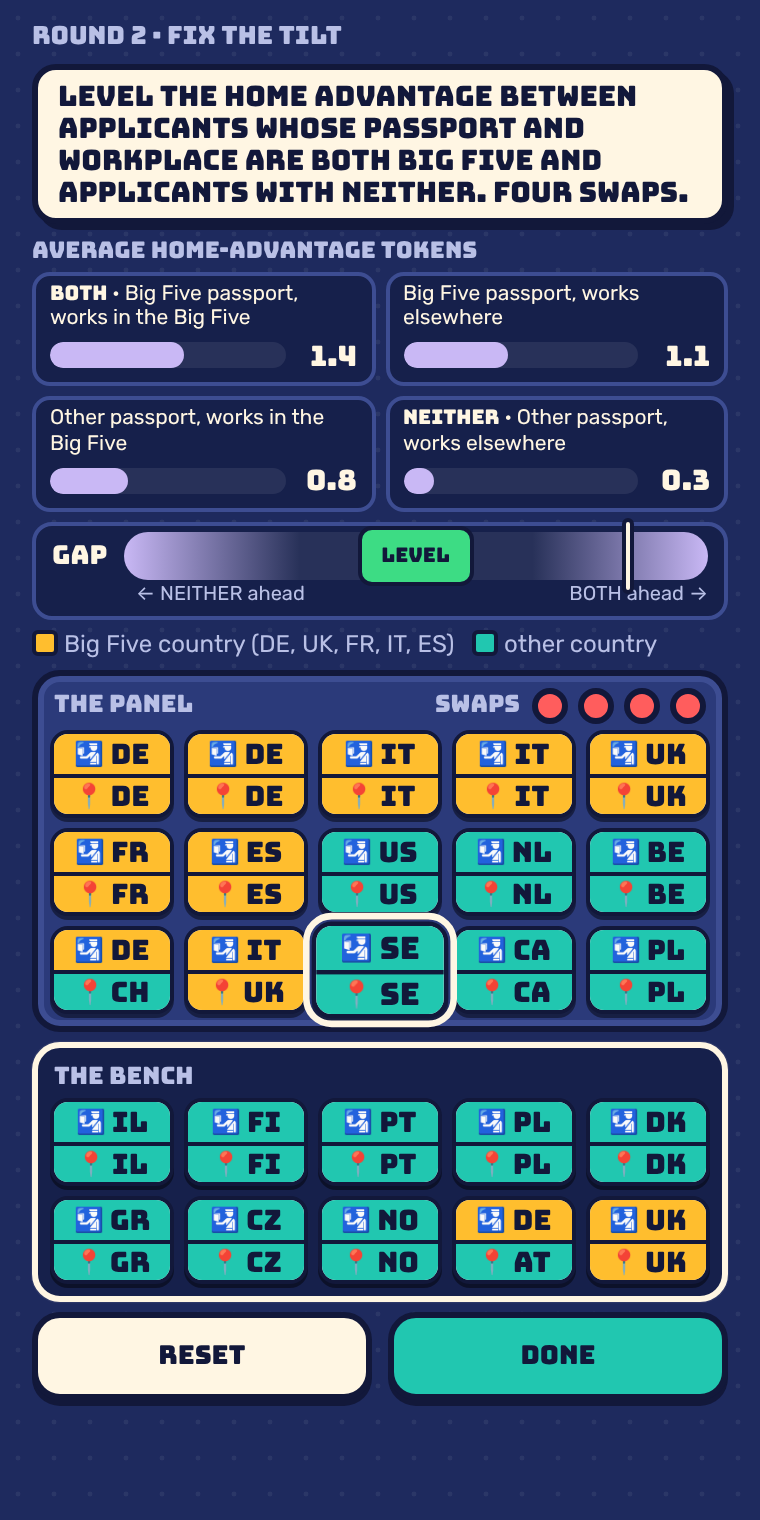 ROUND 2 · FIX THE TILT
LEVEL THE HOME ADVANTAGE BETWEEN
APPLICANTS WHOSE PASSPORT AND
WORKPLACE ARE BOTH BIG FIVE AND
APPLICANTS WITH NEITHER. FOUR SWAPS.
AVERAGE HOME-ADVANTAGE TOKENS
BOTH · Big Five passport,
works in the Big Five
1.4
Big Five passport, works
elsewhere
1.1
Other passport, works in the
Big Five
0.8
NEITHER · Other passport,
works elsewhere
0.3
GAP
LEVEL
← NEITHER ahead
BOTH ahead →
Big Five country (DE, UK, FR, IT, ES)
other country
THE PANEL
SWAPS
DE DE IT IT UK
DE DE IT IT UK
FR ES US NL BE
FR ES US NL BE
DE IT SE CA PL
CH UK SE CA PL
THE BENCH
IL FI PT PL DK
IL FI PT PL DK
GR CZ NO DE UK
GR CZ NO AT UK
RESET
DONE